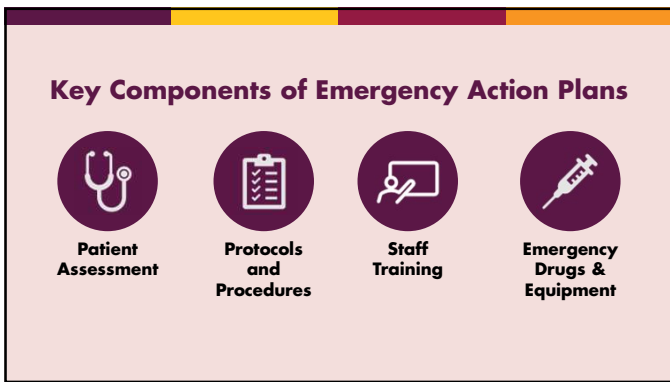 Key Components of Emergency Action Plans
Patient
Assessment
Protocols
and
Procedures
Staff
Training
Emergency
Drugs &
Equipment